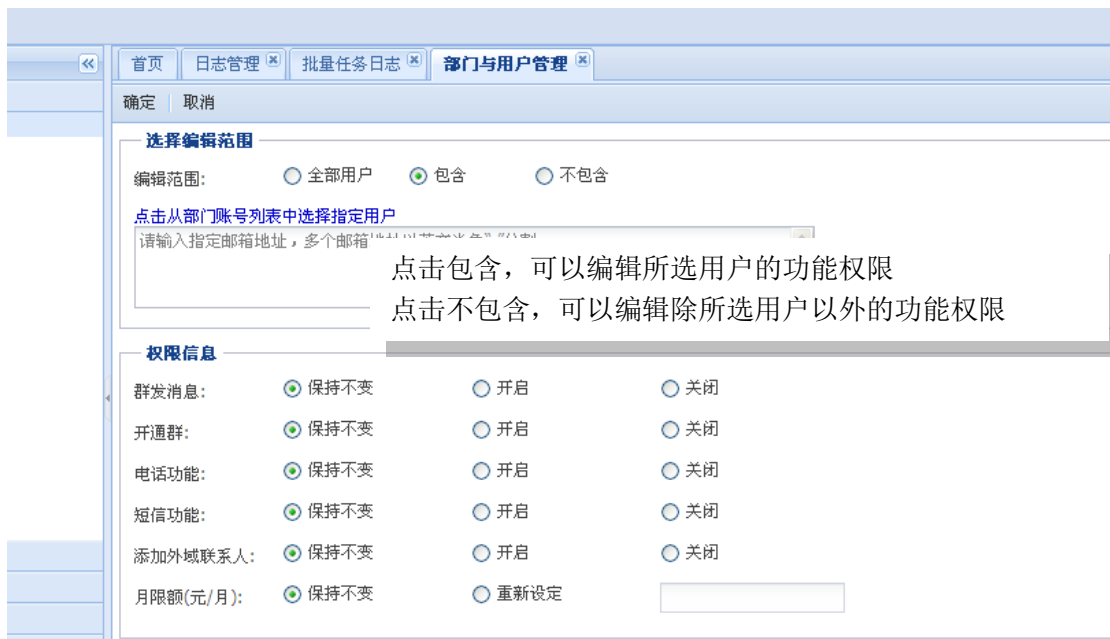 首页 日志管理 批量任务日志 部门与用户管理
确定 取消
选择编辑范围
编辑范围: 全部用户 包含 不包含
点击从部门账号列表中选择指定用户
请输入指定邮箱地址，多个邮箱
点击包含，可以编辑所选用户的功能权限
点击不包含，可以编辑除所选用户以外的功能权限
权限信息
群发消息: 保持不变 开启 关闭
开通群: 保持不变 开启 关闭
电话功能: 保持不变 开启 关闭
短信功能: 保持不变 开启 关闭
添加外域联系人: 保持不变 开启 关闭
月限额(元/月): 保持不变 重新设定